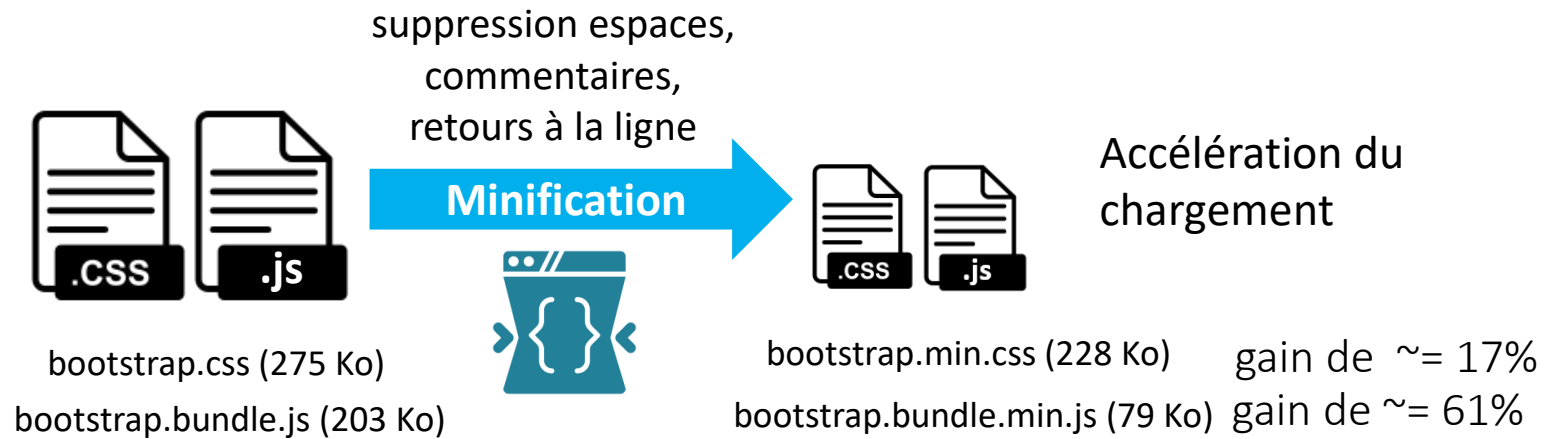 suppression espaces,
commentaires,
retours à la ligne
Minification
.CSS
.js
bootstrap.css (275 Ko)
bootstrap.bundle.js (203 Ko)
{ }
.CSS
.js
Accélération du
chargement
bootstrap.min.css (228 Ko) gain de ~= 17%
bootstrap.bundle.min.js (79 Ko) gain de ~= 61%